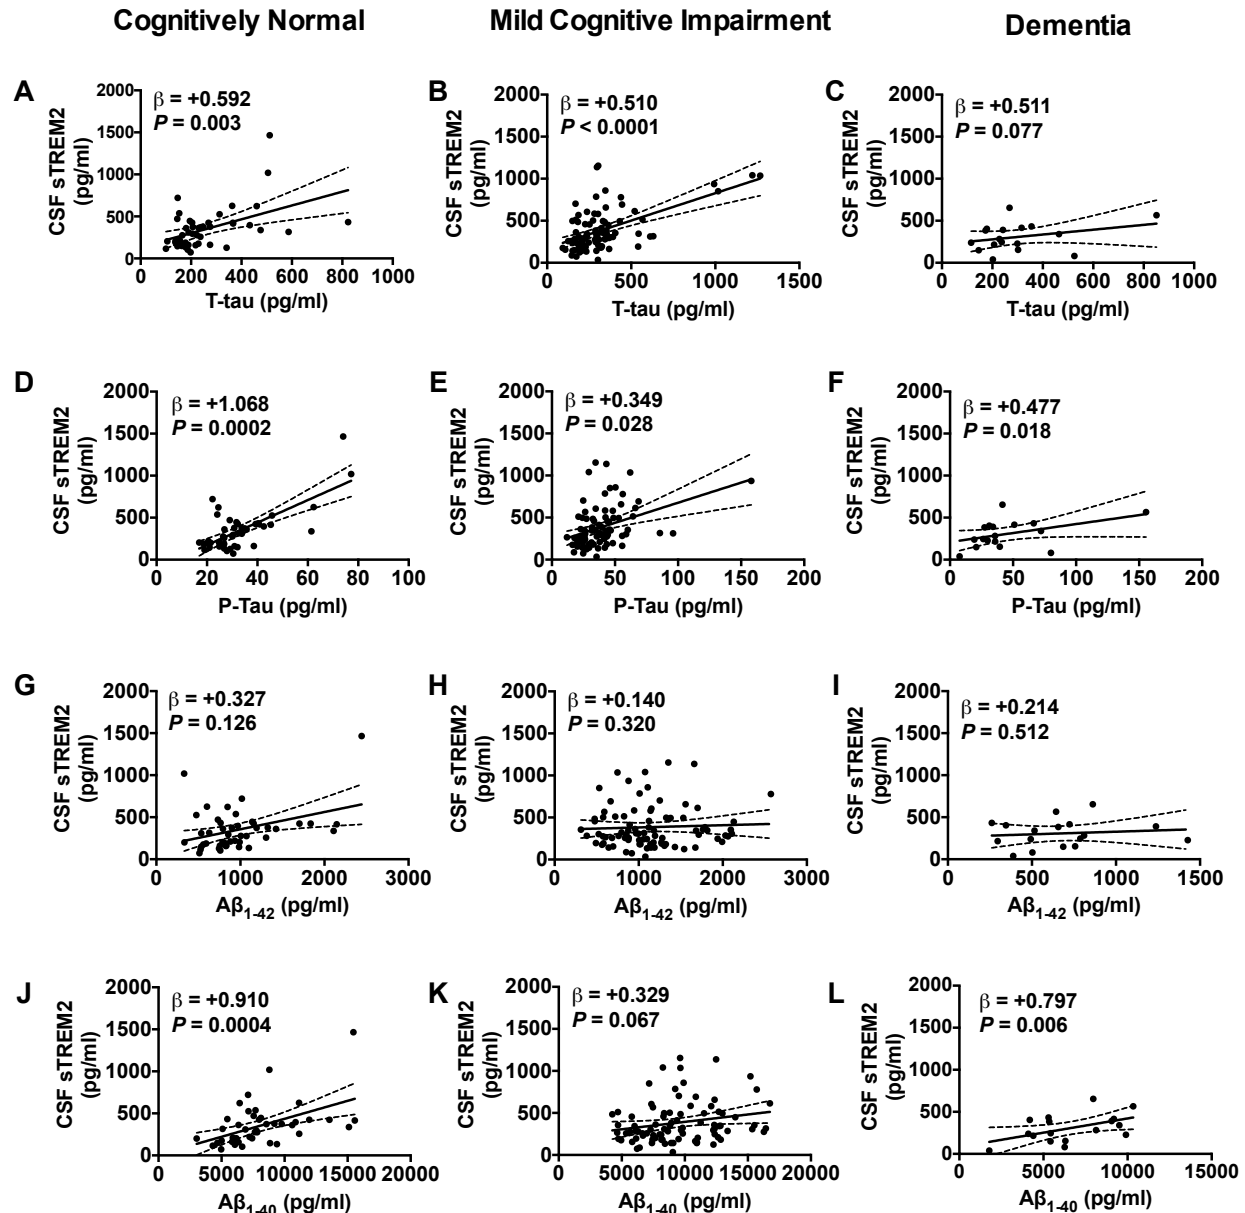 Cognitively Normal
Mild Cognitive Impairment
Dementia
A
CSF sTREM2
(pg/ml)
2000
1500
1000
500
0
β = +0.592
P = 0.003
0 200 400 600 800 1000
T-tau (pg/ml)
B
CSF sTREM2
(pg/ml)
2000
1500
1000
500
0
β = +0.510
P < 0.0001
0 500 1000 1500
T-tau (pg/ml)
C
CSF sTREM2
(pg/ml)
2000
1500
1000
500
0
β = +0.511
P = 0.077
0 200 400 600 800 1000
T-tau (pg/ml)
D
CSF sTREM2
(pg/ml)
2000
1500
1000
500
0
β = +1.068
P = 0.0002
0 20 40 60 80 100
P-Tau (pg/ml)
E
CSF sTREM2
(pg/ml)
2000
1500
1000
500
0
β = +0.349
P = 0.028
0 50 100 150 200
P-Tau (pg/ml)
F
CSF sTREM2
(pg/ml)
2000
1500
1000
500
0
β = +0.477
P = 0.018
0 50 100 150 200
P-Tau (pg/ml)
G
CSF sTREM2
(pg/ml)
2000
1500
1000
500
0
β = +0.327
P = 0.126
0 1000 2000 3000
Aβ1-42 (pg/ml)
H
CSF sTREM2
(pg/ml)
2000
1500
1000
500
0
β = +0.140
P = 0.320
0 1000 2000 3000
Aβ1-42 (pg/ml)
I
CSF sTREM2
(pg/ml)
2000
1500
1000
500
0
β = +0.214
P = 0.512
0 500 1000 1500
Aβ1-42 (pg/ml)
J
CSF sTREM2
(pg/ml)
2000
1500
1000
500
0
β = +0.910
P = 0.0004
0 5000 10000 15000 20000
Aβ1-40 (pg/ml)
K
CSF sTREM2
(pg/ml)
2000
1500
1000
500
0
β = +0.329
P = 0.067
0 5000 10000 15000 20000
Aβ1-40 (pg/ml)
L
CSF sTREM2
(pg/ml)
2000
1500
1000
500
0
β = +0.797
P = 0.006
0 5000 10000 15000
Aβ1-40 (pg/ml)